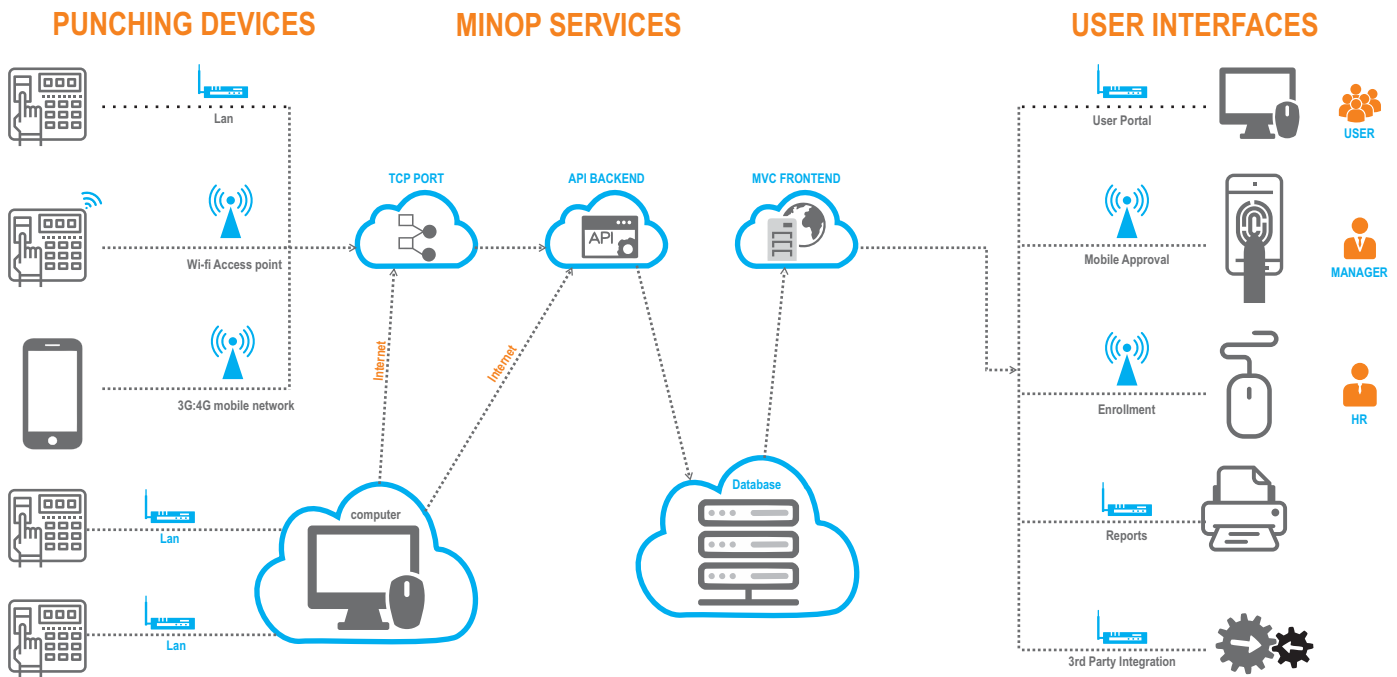 PUNCHING DEVICES
MINOP SERVICES
USER INTERFACES
Lan
Wi-fi Access point
3G:4G mobile network
Lan
Lan
TCP PORT
API BACKEND
API
MVC FRONTEND
Internet
Internet
computer
Database
User Portal
USER
Mobile Approval
MANAGER
Enrollment
HR
Reports
3rd Party Integration